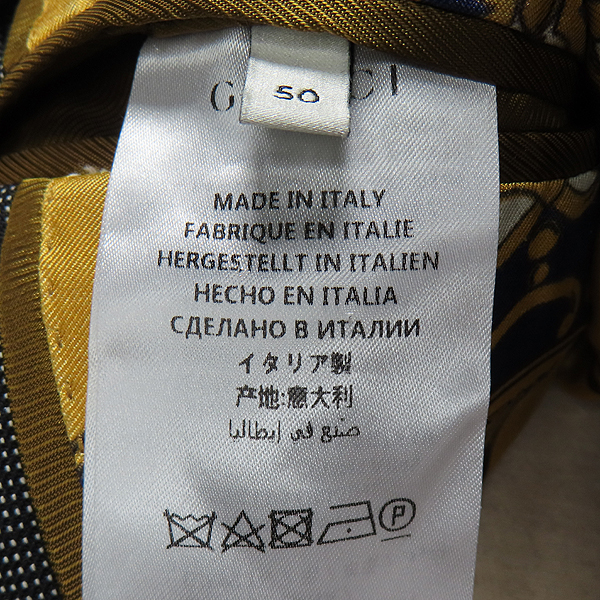 50
MADE IN ITALY
FABRIQUE EN ITALIE
HERGESTELLT IN ITALIEN
HECHO EN ITALIA
СДЕЛАНО В ИТАЛИИ
イタリア製
产地:意大利
صنع في إيطاليا
P